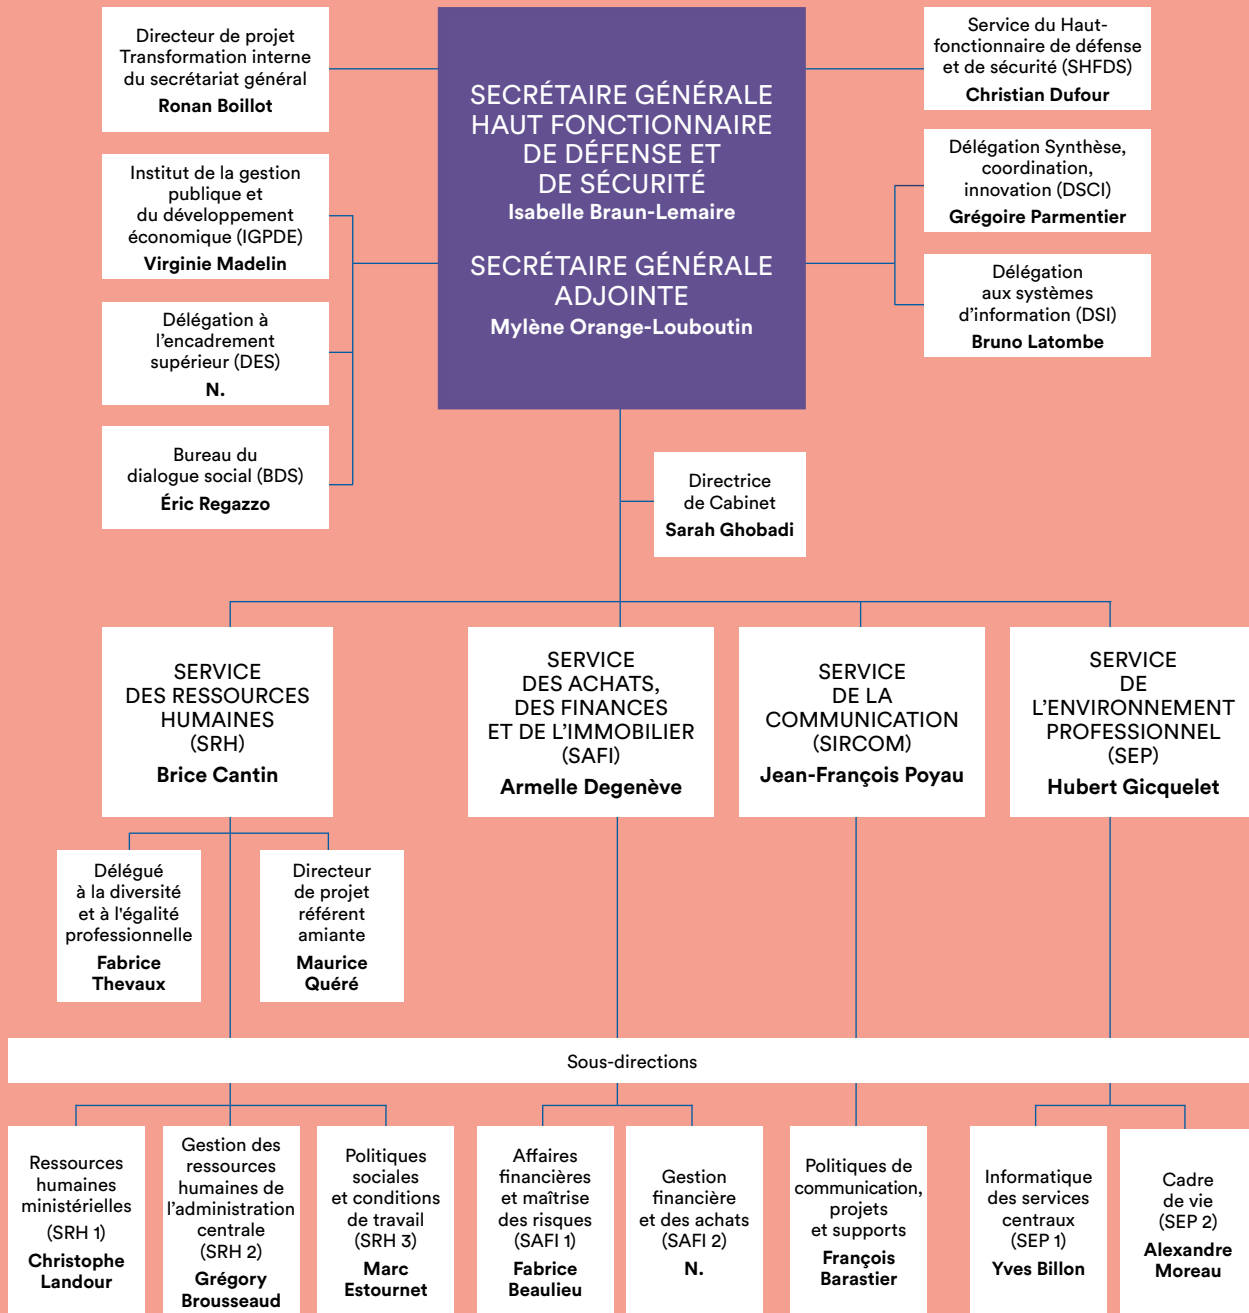 Directeur de projet
Transformation interne
du secrétariat général
Ronan Boillot
Institut de la gestion
publique et
du développement
économique (IGPDE)
Virginie Madelin
Délégation à
l'encadrement
supérieur (DES)
N.
Bureau du
dialogue social (BDS)
Éric Regazzo
SECRÉTAIRE GÉNÉRALE
HAUT FONCTIONNAIRE
DE DÉFENSE ET
DE SÉCURITÉ
Isabelle Braun-Lemaire
SECRÉTAIRE GÉNÉRALE
ADJOINTE
Mylène Orange-Louboutin
Service du Haut-
fonctionnaire de défense
et de sécurité (SHFDS)
Christian Dufour
Délégation Synthèse,
coordination,
innovation (DSCI)
Grégoire Parmentier
Délégation
aux systèmes
d'information (DSI)
Bruno Latombe
Directrice
de Cabinet
Sarah Ghobadi
SERVICE
DES RESSOURCES
HUMAINES
(SRH)
Brice Cantin
SERVICE
DES ACHATS,
DES FINANCES
ET DE L'IMMOBILIER
(SAFI)
Armelle Degenève
SERVICE
DE LA
COMMUNICATION
(SIRCOM)
Jean-François Poyau
SERVICE
DE
L'ENVIRONNEMENT
PROFESSIONNEL
(SEP)
Hubert Gicquelet
Délégué
à la diversité
et à l'égalité
professionnelle
Fabrice
Thevaux
Directeur
de projet
référent
amiante
Maurice
Quéré
Sous-directions
Ressources
humaines
ministérielles
(SRH 1)
Christophe
Landour
Gestion des
ressources
humaines de
l'administration
centrale
(SRH 2)
Grégory
Brousseaud
Politiques
sociales
et conditions
de travail
(SRH 3)
Marc
Estournet
Affaires
financières
et maîtrise
des risques
(SAFI 1)
Fabrice
Beaulieu
Gestion
financière
et des achats
(SAFI 2)
N.
Politiques de
communication,
projets
et supports
François
Barastier
Informatique
des services
centraux
(SEP 1)
Yves Billon
Cadre
de vie
(SEP 2)
Alexandre
Moreau